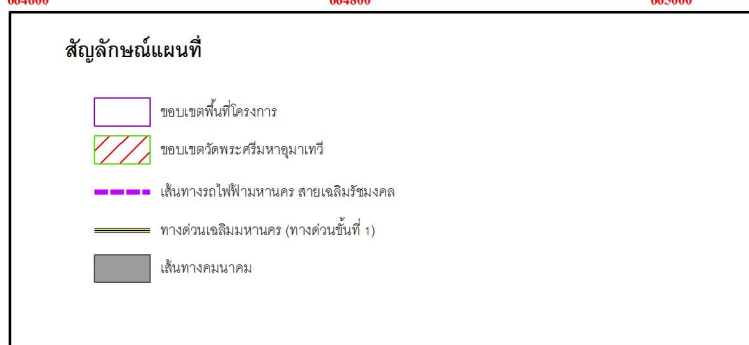 664600 664800 665000
สัญลักษณ์แผนที่
ขอบเขตพื้นที่โครงการ
ขอบเขตวัดพระศรีมหาอุมาเทวี
เส้นทางรถไฟฟ้ามหานคร สายเฉลิมรัชมงคล
ทางด่วนเฉลิมมหานคร (ทางด่วนขั้นที่ 1)
เส้นทางคมนาคม